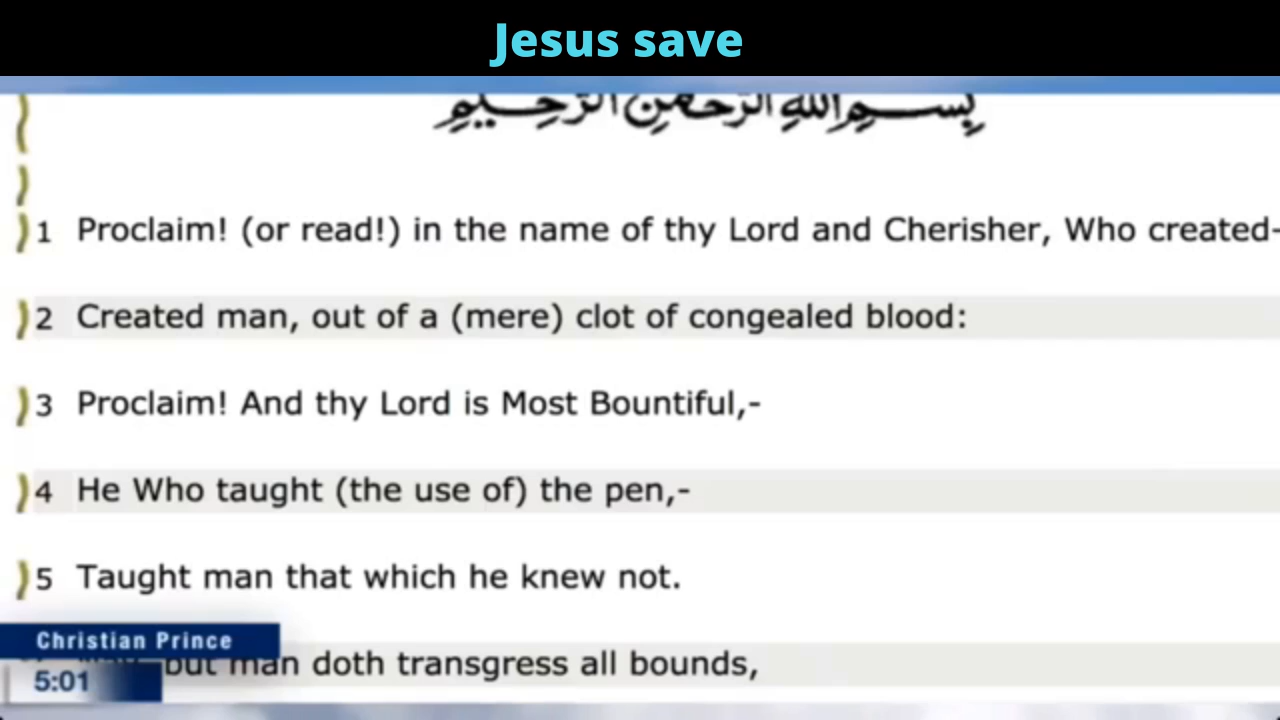 Jesus save
بِسْمِ اللهِ الرَّحْمٰنِ الرَّحِيْمِ
1 Proclaim! (or read!) in the name of thy Lord and Cherisher, Who created-
2 Created man, out of a (mere) clot of congealed blood:
3 Proclaim! And thy Lord is Most Bountiful,-
4 He Who taught (the use of) the pen,-
5 Taught man that which he knew not.
Christian Prince
but man doth transgress all bounds,
5:01